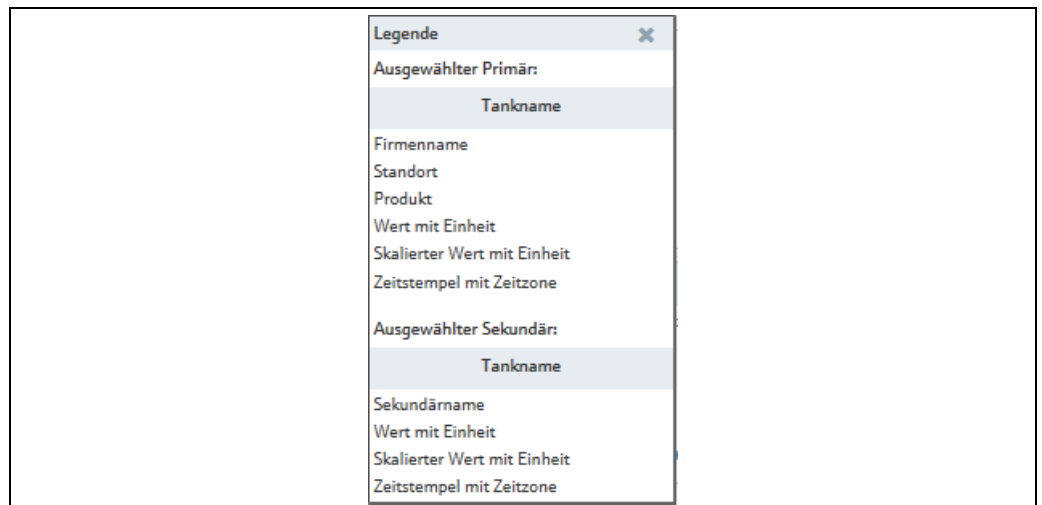 Legende
Ausgewählter Primär:
Tankname
Firmenname
Standort
Produkt
Wert mit Einheit
Skalierter Wert mit Einheit
Zeitstempel mit Zeitzone
Ausgewählter Sekundär:
Tankname
Sekundärname
Wert mit Einheit
Skalierter Wert mit Einheit
Zeitstempel mit Zeitzone